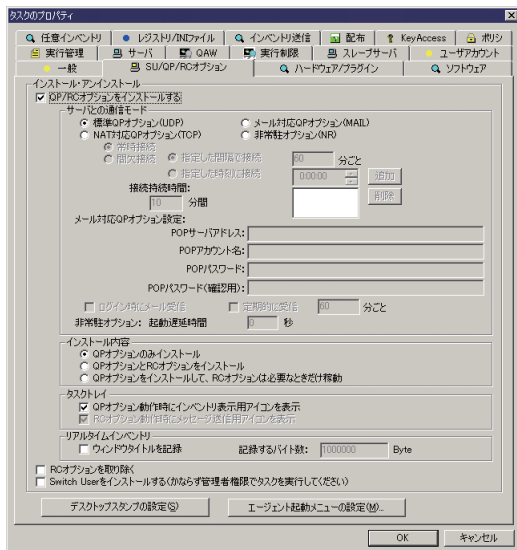 タスクのプロパティ
任意インベントリ レジストリ/INIファイル インベントリ送信 配布 KeyAccess ポリシ
実行管理 サーバ QAW 実行制限 スレーブサーバ ユーザアカウント
一般 SU/QP/RCオプション ハードウェア/プラグイン ソフトウェア
インストール・アンインストール
QP/RCオプションをインストールする
サーバとの通信モード
標準QPオプション(UDP) メール対応QPオプション(MAIL)
NAT対応QPオプション(TCP) 非常駐オプション(NR)
常時接続
間欠接続 指定した間隔で接続 60 分ごと
指定した時刻に接続 0:00:00 追加
接続持続時間: 削除
10 分間
メール対応QPオプション設定:
POPサーバアドレス:
POPアカウント名:
POPパスワード:
POPパスワード(確認用):
ログイン時にメール受信 定期的に受信 60 分ごと
非常駐オプション: 起動遅延時間 0 秒
インストール内容
QPオプションのみインストール
QPオプションとRCオプションをインストール
QPオプションをインストールして、RCオプションは必要なときだけ稼動
タスクトレイ
QPオプション動作時にインベントリ表示用アイコンを表示
RCオプション動作時にメッセージ送信用アイコンを表示
リアルタイムインベントリ
ウィンドウタイトルを記録 記録するバイト数: 1000000 Byte
RCオプションを取り除く
Switch Userをインストールする(かならず管理者権限でタスクを実行してください)
デスクトップスタンプの設定(S) エージェント起動メニューの設定(M)...
OK キャンセル